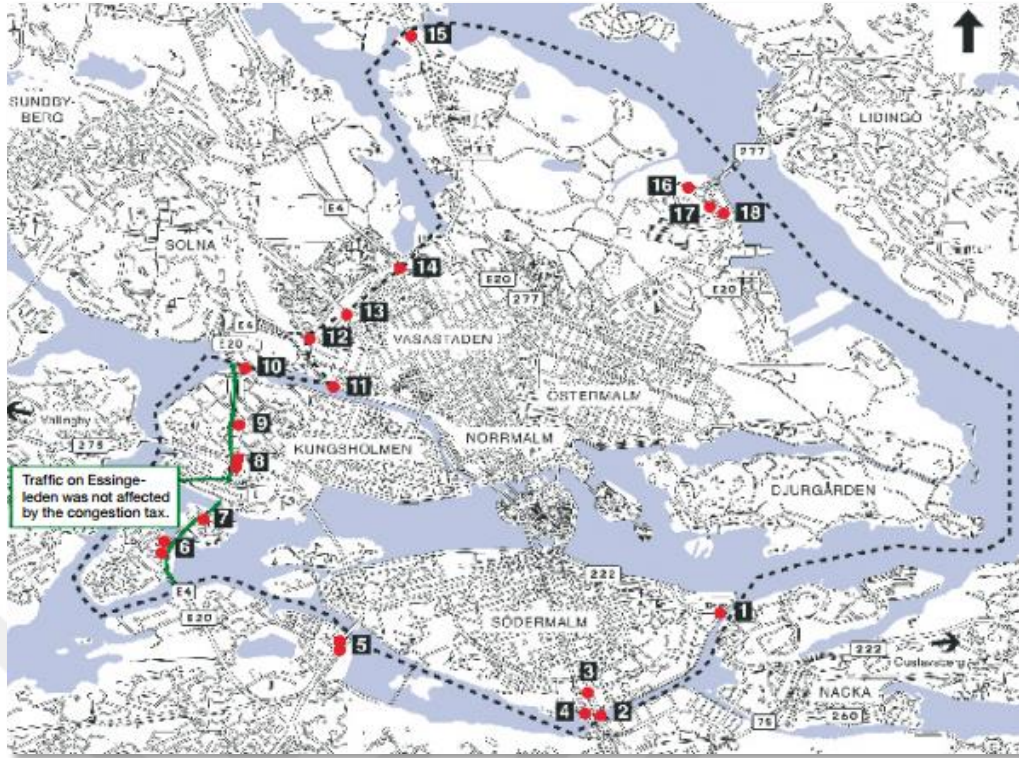 15
SUNDBY-
BERG
LIDINGÖ
277
16
17
18
E4
SOLNA
14
E20
277
E20
13
E4
12
VASASTADEN
E20
10
11
ÖSTERMALM
9
NORRMALM
KUNGSHOLMEN
275
8
Traffic on Essinge-
leden was not affected
by the congestion tax.
DJURGÅRDEN
7
6
222
E4
1
E20
SÖDERMALM
5
222
3
NACKA
4
2
75
260